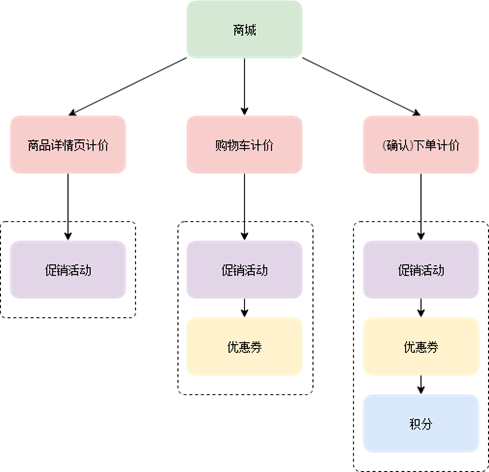 商城
商品详情页计价
购物车计价
(确认)下单计价
促销活动
促销活动
促销活动
优惠券
优惠券
积分